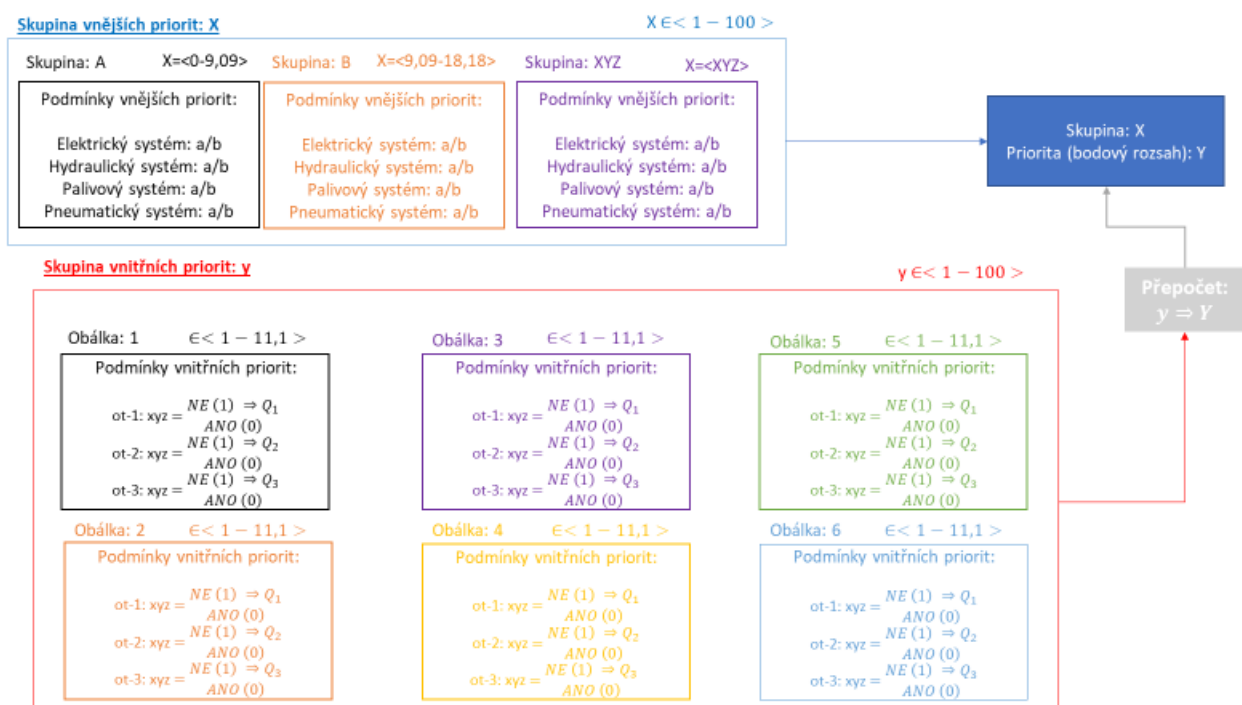 Skupina vnějších priorit: X
X ∈< 1 − 100 >
Skupina: A X=<0-9,09>
Podmínky vnějších priorit:
Elektrický systém: a/b
Hydraulický systém: a/b
Palivový systém: a/b
Pneumatický systém: a/b
Skupina: B X=<9,09-18,18>
Podmínky vnějších priorit:
Elektrický systém: a/b
Hydraulický systém: a/b
Palivový systém: a/b
Pneumatický systém: a/b
Skupina: XYZ X=<XYZ>
Podmínky vnějších priorit:
Elektrický systém: a/b
Hydraulický systém: a/b
Palivový systém: a/b
Pneumatický systém: a/b
Skupina: X
Priorita (bodový rozsah): Y
Přepočet:
y ⇒ Y
Skupina vnitřních priorit: y
y ∈< 1 − 100 >
Obálka: 1 ∈< 1 − 11,1 >
Podmínky vnitřních priorit:
ot-1: xyz = NE (1) ⇒ Q₁
ANO (0)
ot-2: xyz = NE (1) ⇒ Q₂
ANO (0)
ot-3: xyz = NE (1) ⇒ Q₃
ANO (0)
Obálka: 3 ∈< 1 − 11,1 >
Podmínky vnitřních priorit:
ot-1: xyz = NE (1) ⇒ Q₁
ANO (0)
ot-2: xyz = NE (1) ⇒ Q₂
ANO (0)
ot-3: xyz = NE (1) ⇒ Q₃
ANO (0)
Obálka: 5 ∈< 1 − 11,1 >
Podmínky vnitřních priorit:
ot-1: xyz = NE (1) ⇒ Q₁
ANO (0)
ot-2: xyz = NE (1) ⇒ Q₂
ANO (0)
ot-3: xyz = NE (1) ⇒ Q₃
ANO (0)
Obálka: 2 ∈< 1 − 11,1 >
Podmínky vnitřních priorit:
ot-1: xyz = NE (1) ⇒ Q₁
ANO (0)
ot-2: xyz = NE (1) ⇒ Q₂
ANO (0)
ot-3: xyz = NE (1) ⇒ Q₃
ANO (0)
Obálka: 4 ∈< 1 − 11,1 >
Podmínky vnitřních priorit:
ot-1: xyz = NE (1) ⇒ Q₁
ANO (0)
ot-2: xyz = NE (1) ⇒ Q₂
ANO (0)
ot-3: xyz = NE (1) ⇒ Q₃
ANO (0)
Obálka: 6 ∈< 1 − 11,1 >
Podmínky vnitřních priorit:
ot-1: xyz = NE (1) ⇒ Q₁
ANO (0)
ot-2: xyz = NE (1) ⇒ Q₂
ANO (0)
ot-3: xyz = NE (1) ⇒ Q₃
ANO (0)